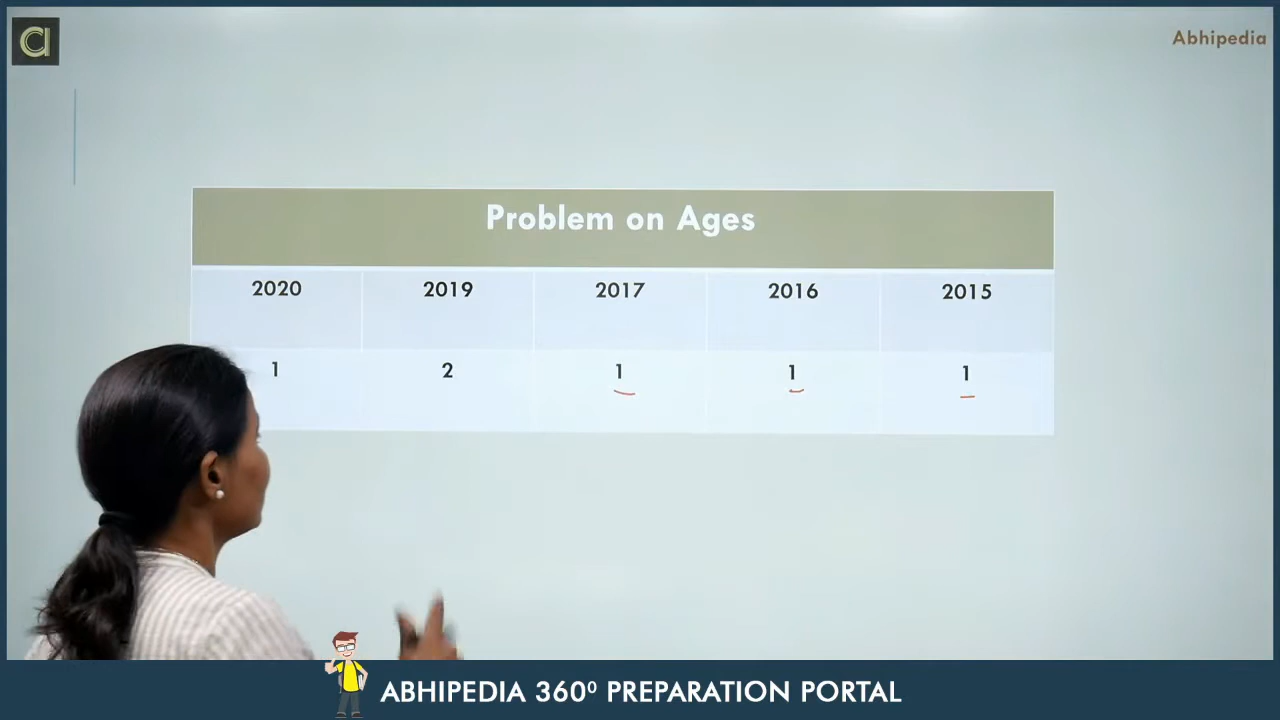 a
Abhipedia
Problem on Ages
2020 2019 2017 2016 2015
1 2 1 1 1
ABHIPEDIA 360⁰ PREPARATION PORTAL